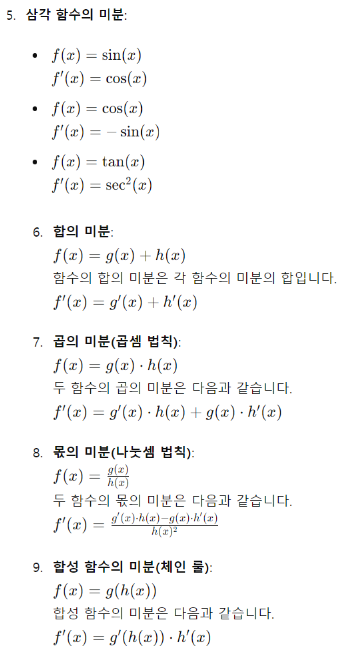 5. 삼각 함수의 미분:
• f(x) = sin(x)
f′(x) = cos(x)
• f(x) = cos(x)
f′(x) = − sin(x)
• f(x) = tan(x)
f′(x) = sec²(x)
6. 합의 미분:
f(x) = g(x) + h(x)
함수의 합의 미분은 각 함수의 미분의 합입니다.
f′(x) = g′(x) + h′(x)
7. 곱의 미분(곱셈 법칙):
f(x) = g(x) · h(x)
두 함수의 곱의 미분은 다음과 같습니다.
f′(x) = g′(x) · h(x) + g(x) · h′(x)
8. 몫의 미분(나눗셈 법칙):
f(x) = g(x)/h(x)
두 함수의 몫의 미분은 다음과 같습니다.
f′(x) = g′(x)·h(x)−g(x)·h′(x)/h(x)²
9. 합성 함수의 미분(체인 룰):
f(x) = g(h(x))
합성 함수의 미분은 다음과 같습니다.
f′(x) = g′(h(x)) · h′(x)